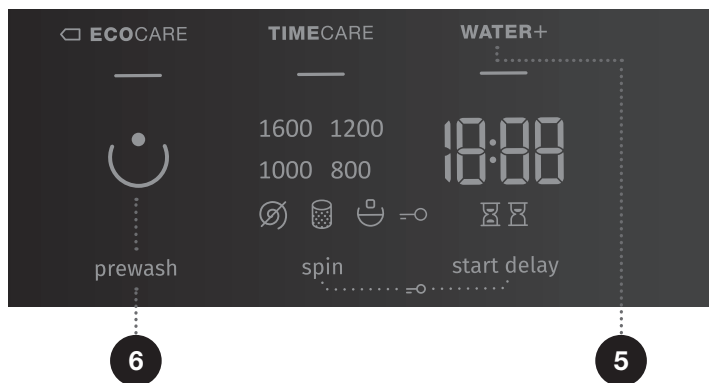 ECOCARE TIMECARE WATER+
1600 1200 18:88
1000 800
prewash spin start delay
6 5